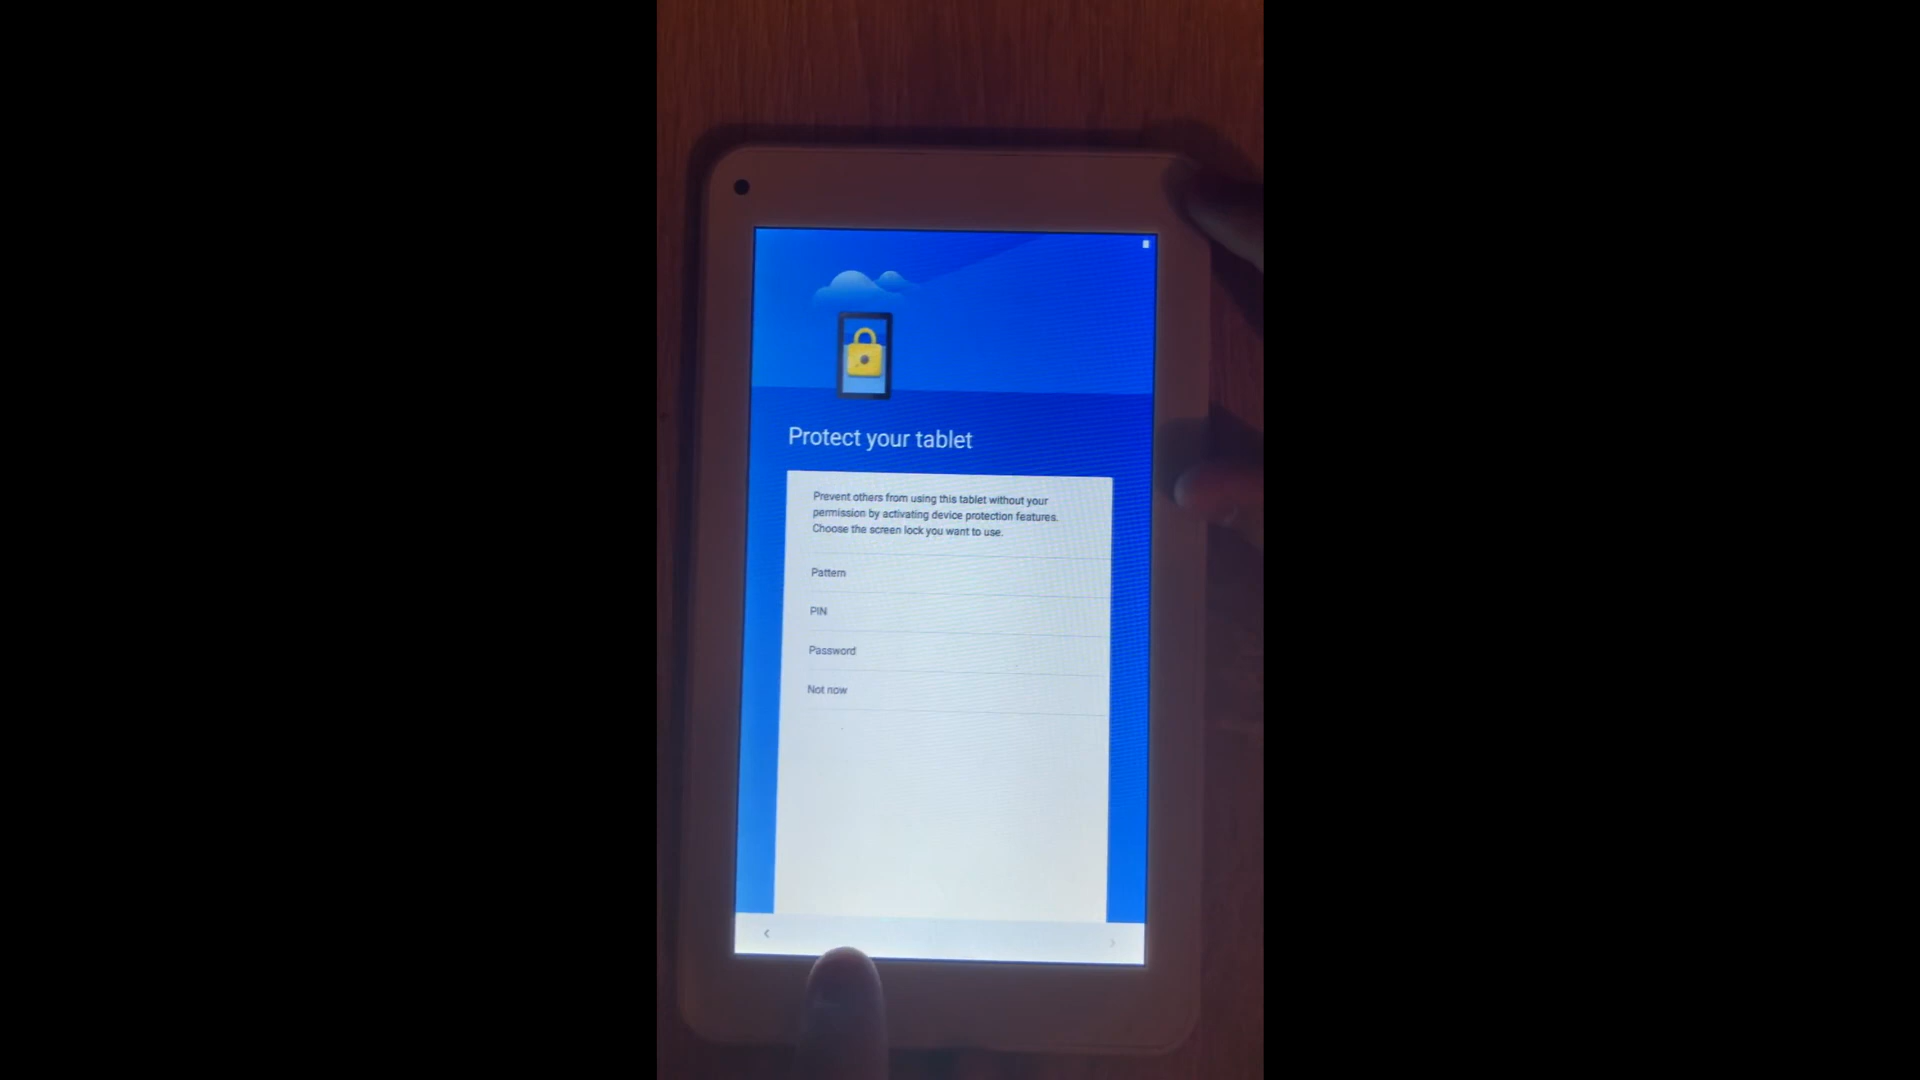 Protect your tablet
Prevent others from using this tablet without your
permission by activating device protection features.
Choose the screen lock you want to use.
Pattern
PIN
Password
Not now